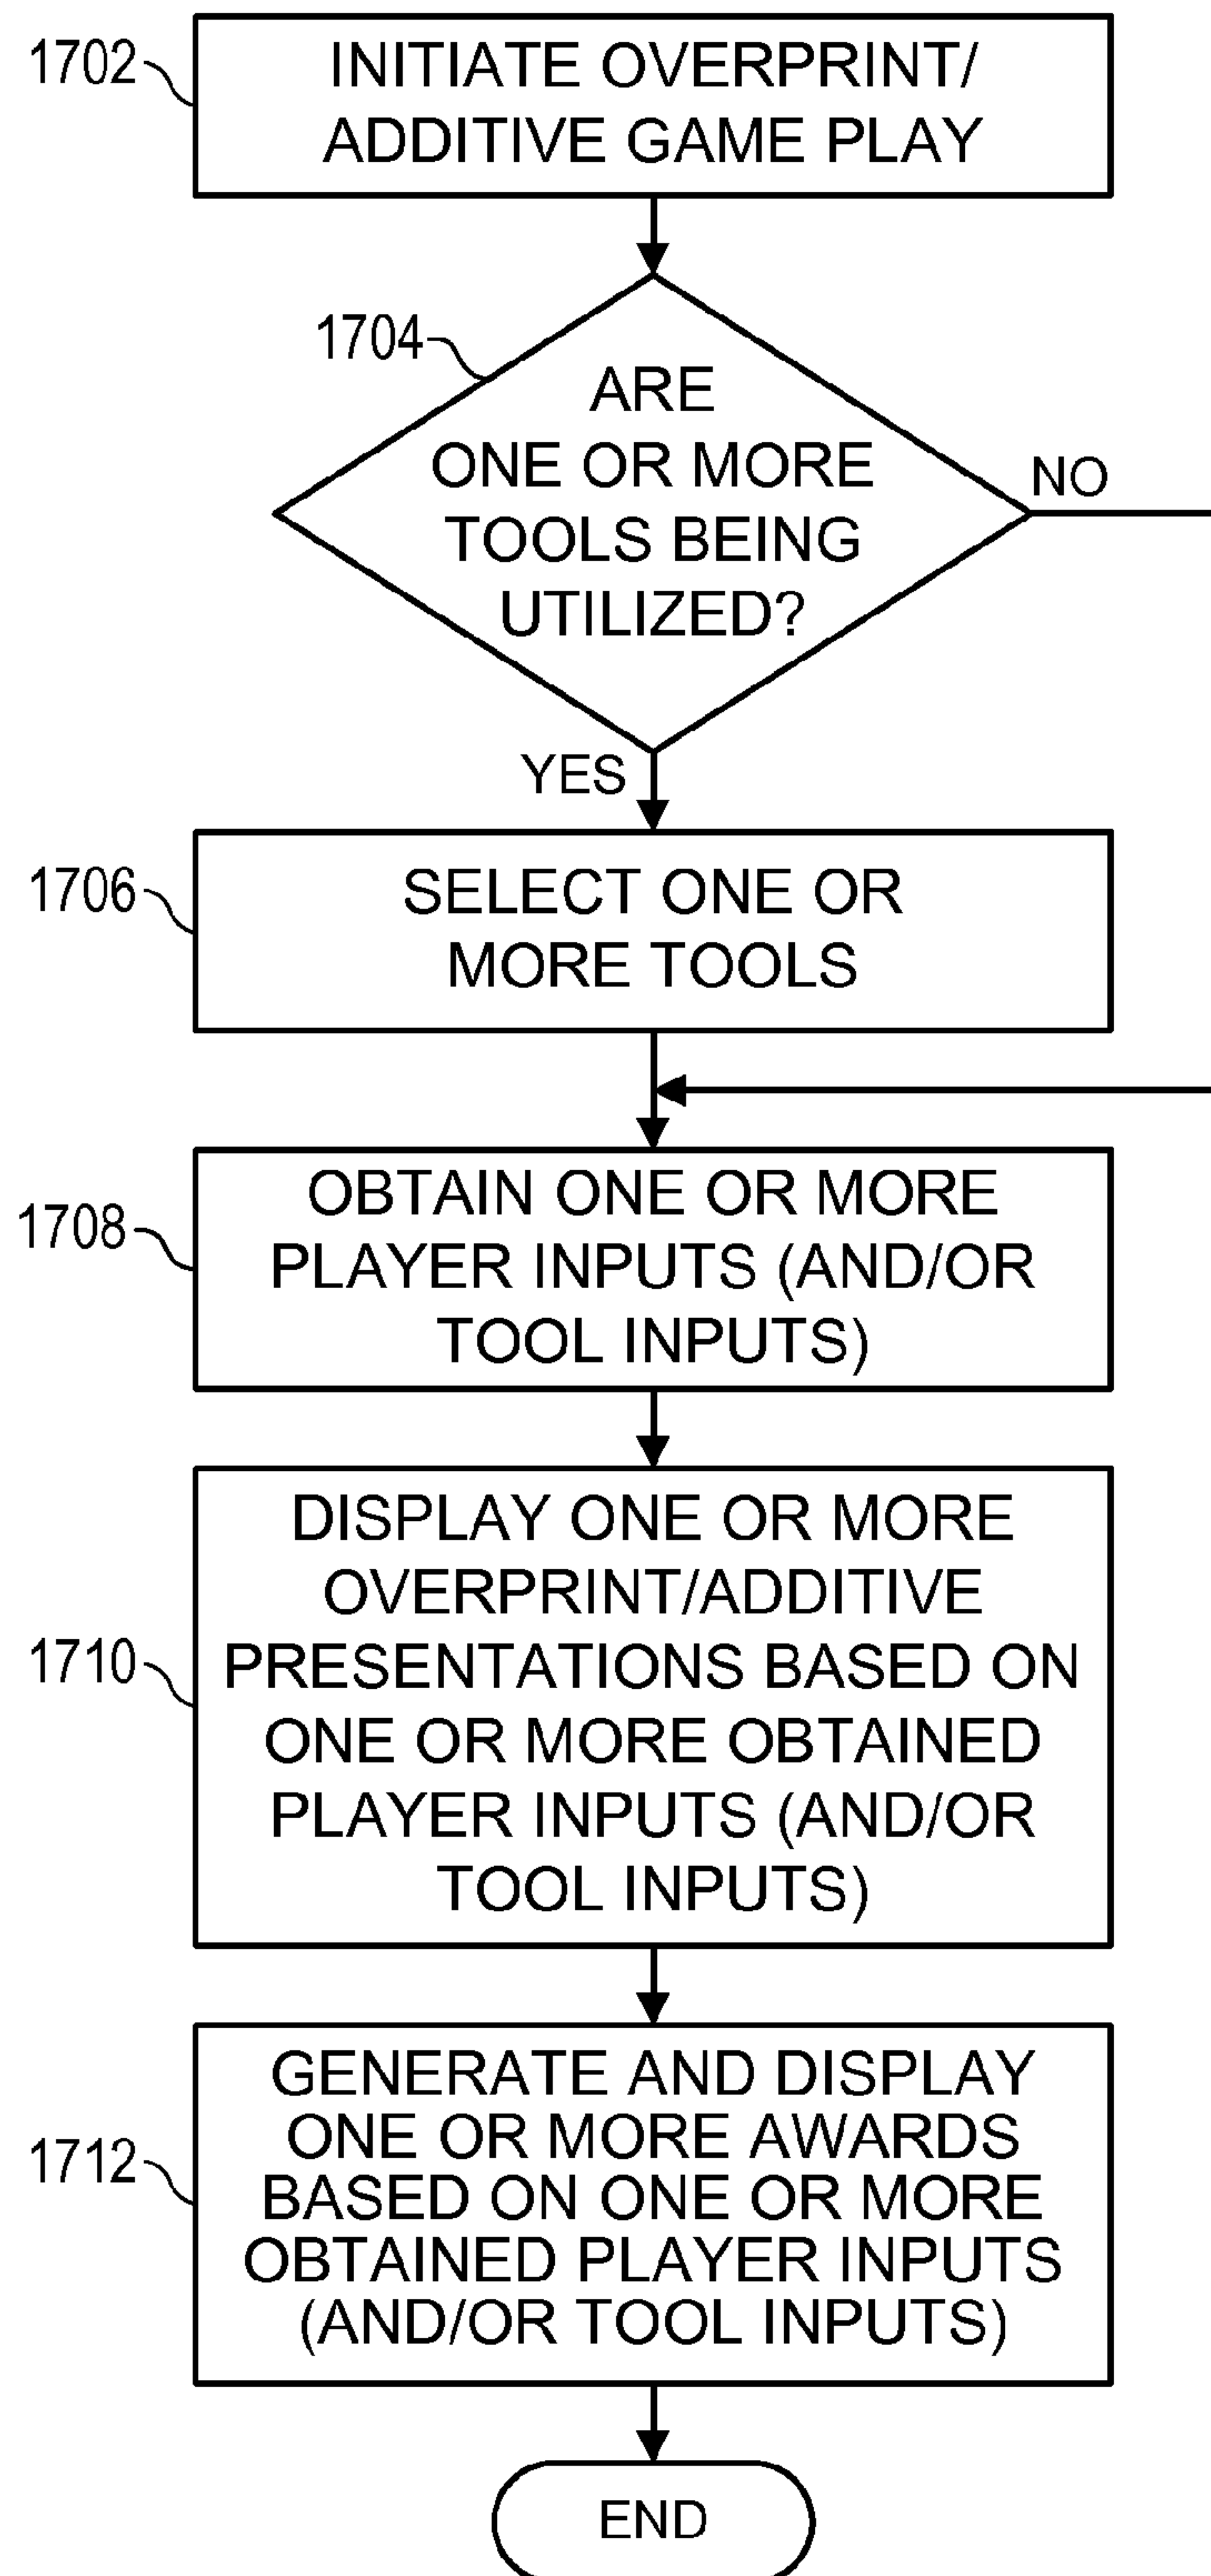 1702
INITIATE OVERPRINT/
ADDITIVE GAME PLAY
1704
ARE
ONE OR MORE
TOOLS BEING
UTILIZED?
NO
YES
1706
SELECT ONE OR
MORE TOOLS
1708
OBTAIN ONE OR MORE
PLAYER INPUTS (AND/OR
TOOL INPUTS)
1710
DISPLAY ONE OR MORE
OVERPRINT/ADDITIVE
PRESENTATIONS BASED ON
ONE OR MORE OBTAINED
PLAYER INPUTS (AND/OR
TOOL INPUTS)
1712
GENERATE AND DISPLAY
ONE OR MORE AWARDS
BASED ON ONE OR MORE
OBTAINED PLAYER INPUTS
(AND/OR TOOL INPUTS)
END